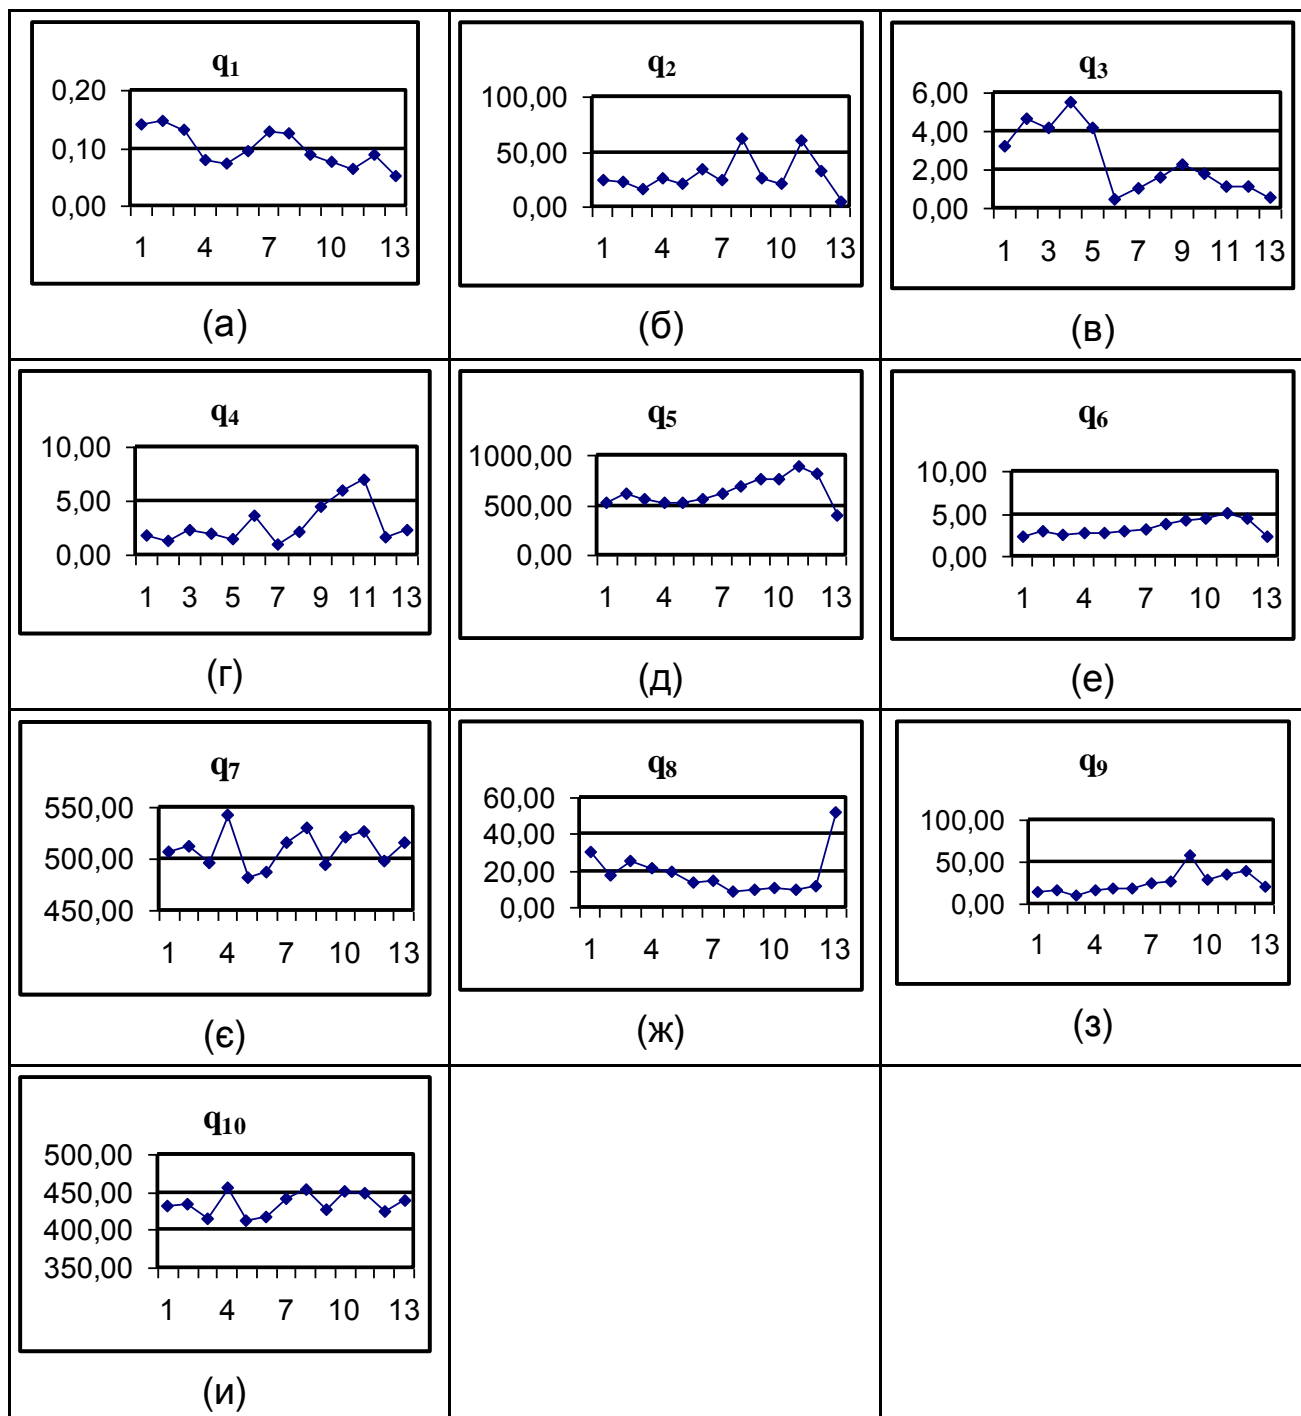 q₁
0,20
0,10
0,00
1 4 7 10 13
(а)
q₂
100,00
50,00
0,00
1 4 7 10 13
(б)
q₃
6,00
4,00
2,00
0,00
1 3 5 7 9 11 13
(в)
q₄
10,00
5,00
0,00
1 3 5 7 9 11 13
(г)
q₅
1000,00
500,00
0,00
1 4 7 10 13
(д)
q₆
10,00
5,00
0,00
1 4 7 10 13
(е)
q₇
550,00
500,00
450,00
1 4 7 10 13
(є)
q₈
60,00
40,00
20,00
0,00
1 4 7 10 13
(ж)
q₉
100,00
50,00
0,00
1 4 7 10 13
(з)
q₁₀
500,00
450,00
400,00
350,00
1 4 7 10 13
(и)